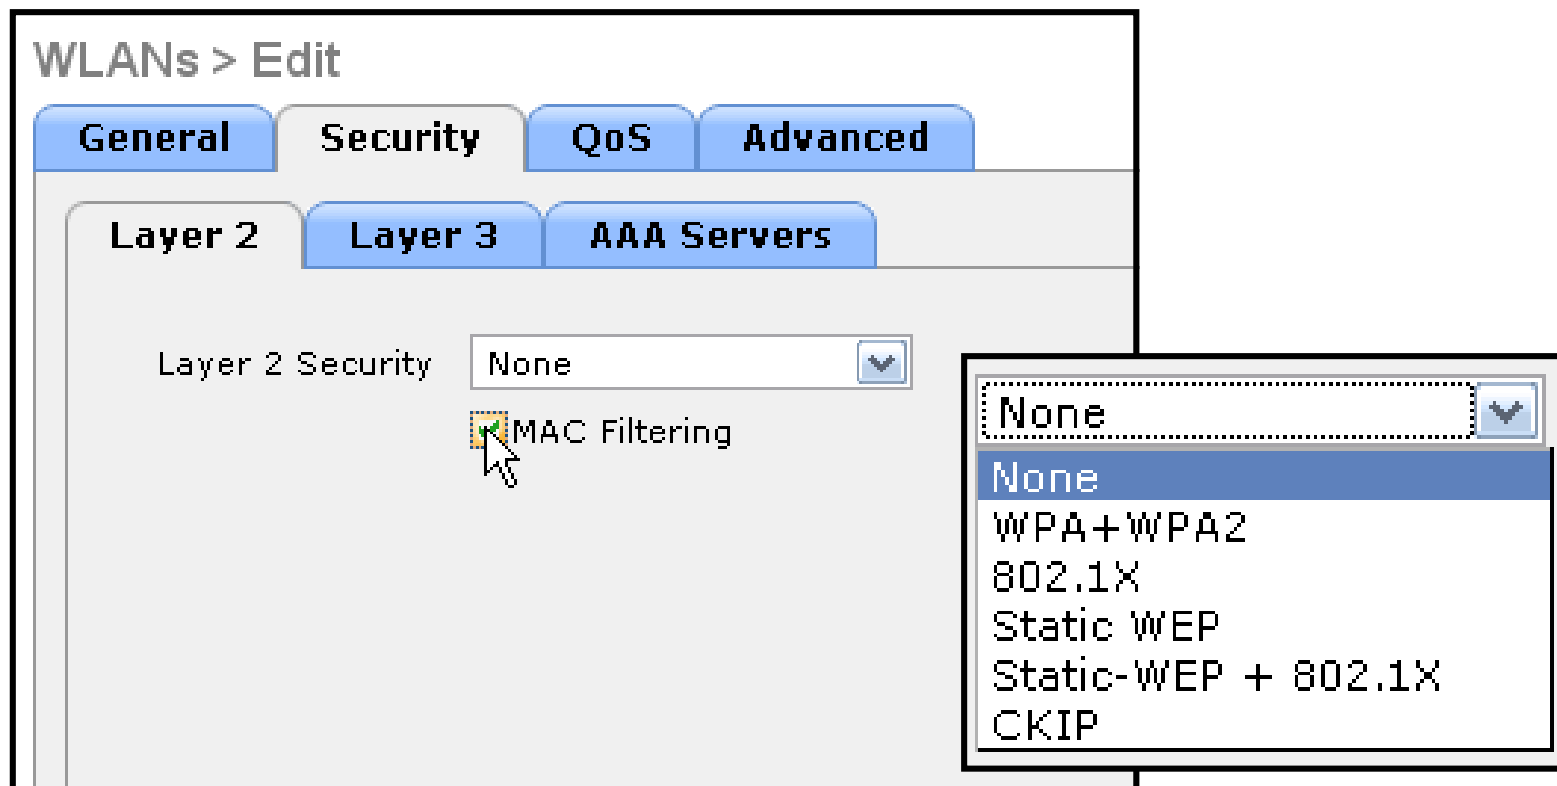 WLANs > Edit
General Security QoS Advanced
Layer 2 Layer 3 AAA Servers
Layer 2 Security None
MAC Filtering
None
None
WPA+WPA2
802.1X
Static WEP
Static-WEP + 802.1X
CKIP